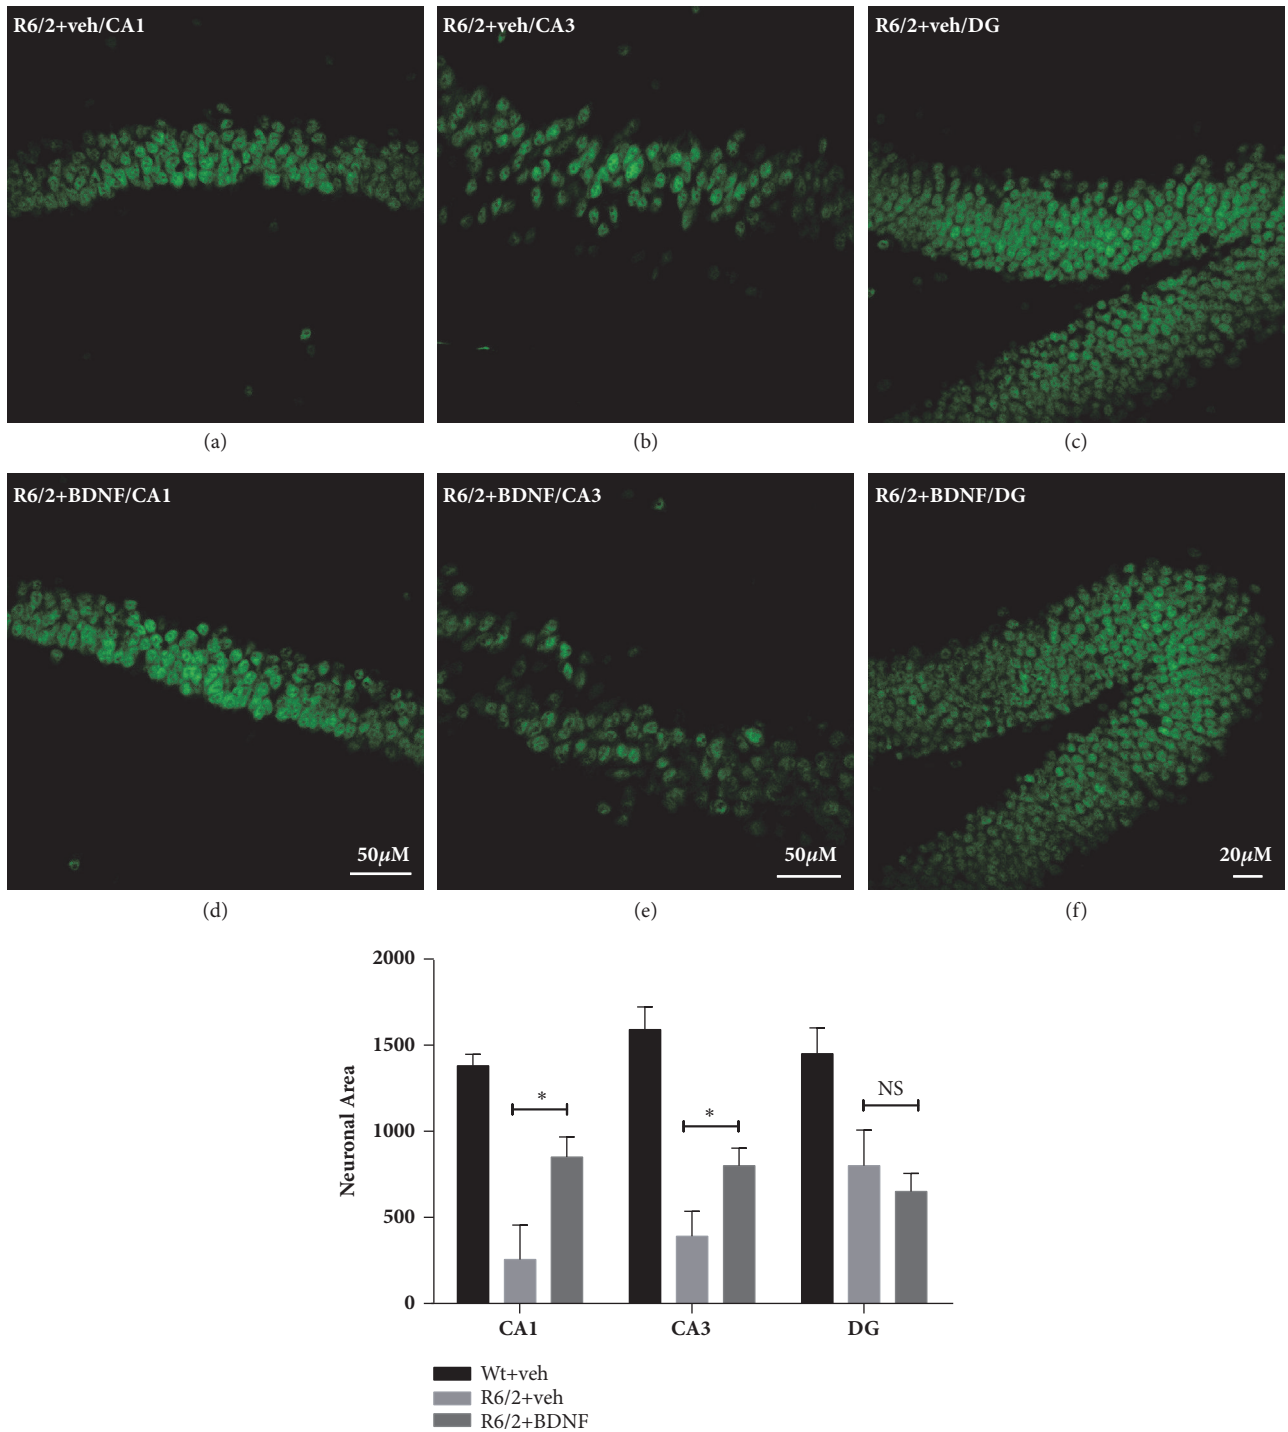 R6/2+veh/CA1
R6/2+veh/CA3
R6/2+veh/DG
(a)
(b)
(c)
R6/2+BDNF/CA1
R6/2+BDNF/CA3
R6/2+BDNF/DG
50μM
50μM
20μM
(d)
(e)
(f)
2000
1500
1000
500
0
Neuronal Area
*
*
NS
CA1
CA3
DG
Wt+veh
R6/2+veh
R6/2+BDNF